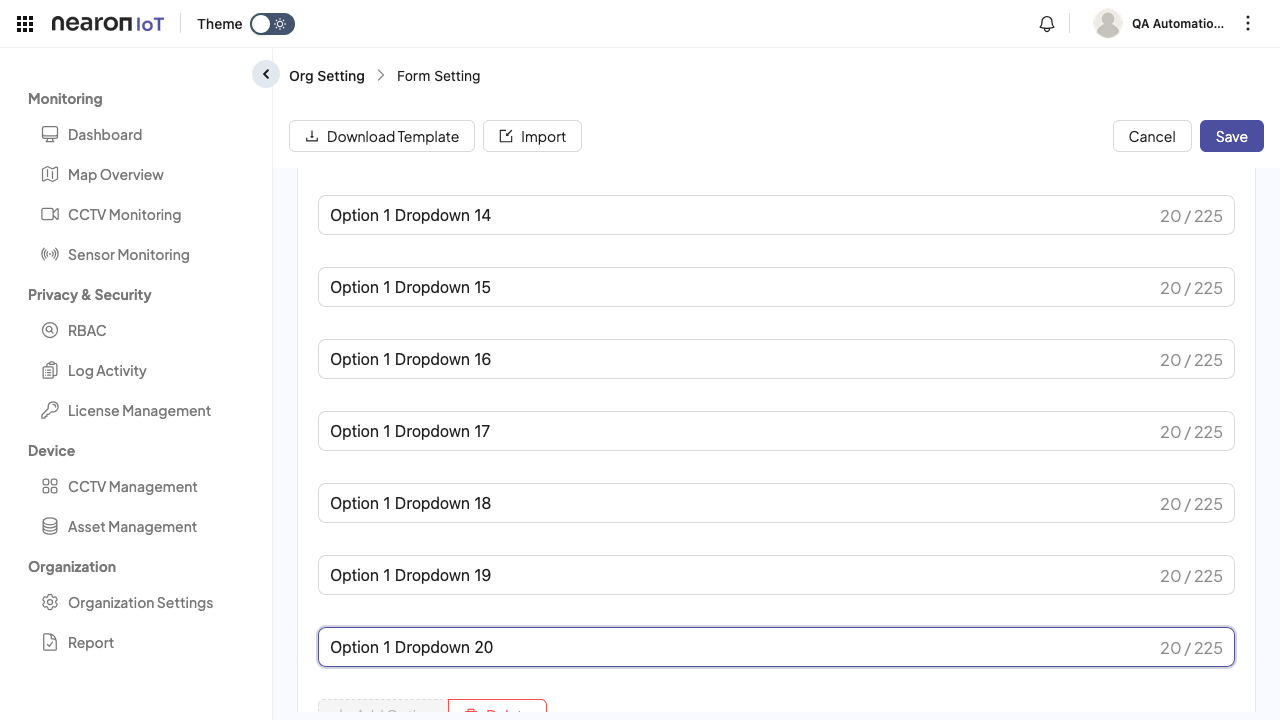 nearon IoT
Theme
QA Automatio...
Org Setting
Form Setting
Download Template
Import
Cancel
Save
Monitoring
Dashboard
Map Overview
CCTV Monitoring
Sensor Monitoring
Privacy & Security
RBAC
Log Activity
License Management
Device
CCTV Management
Asset Management
Organization
Organization Settings
Report
Option 1 Dropdown 14
20 / 225
Option 1 Dropdown 15
20 / 225
Option 1 Dropdown 16
20 / 225
Option 1 Dropdown 17
20 / 225
Option 1 Dropdown 18
20 / 225
Option 1 Dropdown 19
20 / 225
Option 1 Dropdown 20
20 / 225